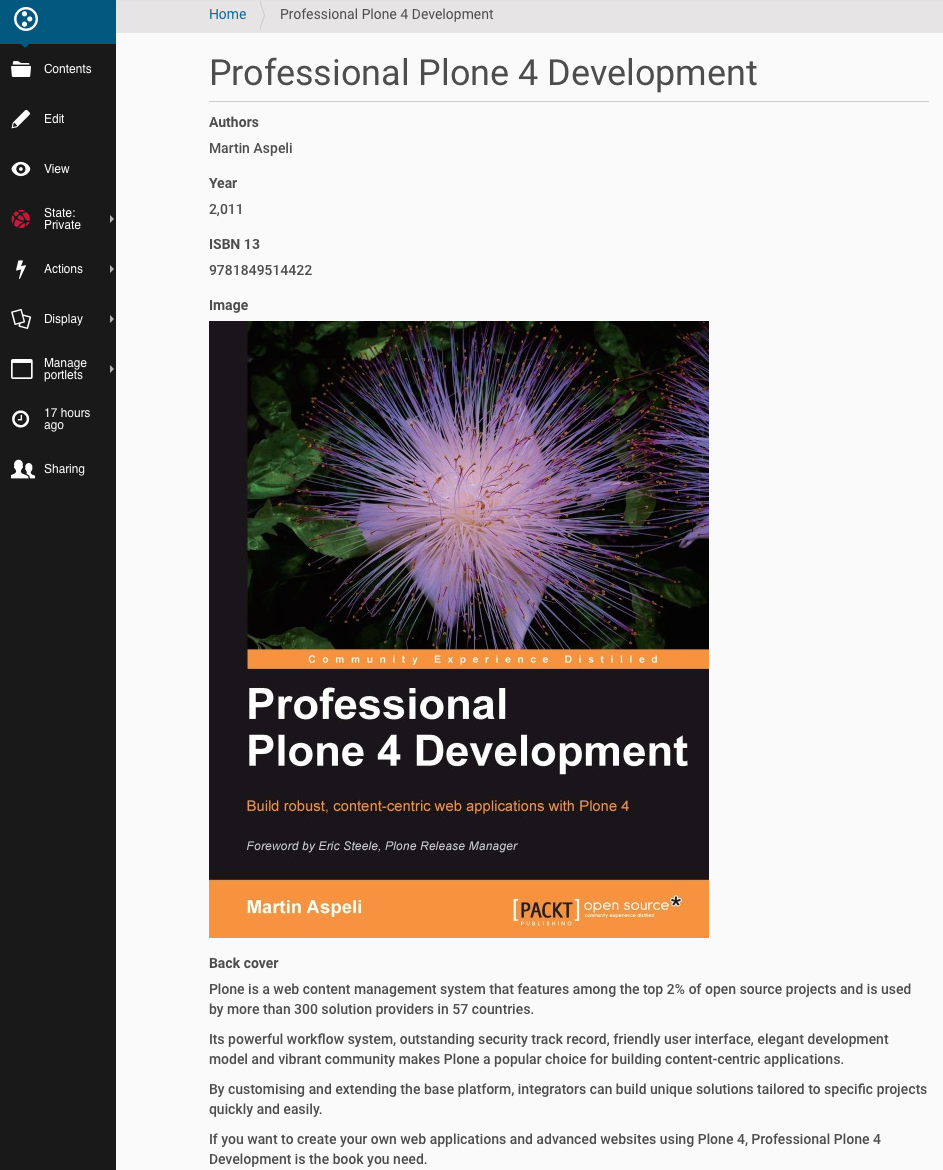 Home
Professional Plone 4 Development
Contents
Edit
View
State:
Private
Actions
Display
Manage
portlets
17 hours
ago
Sharing
Professional Plone 4 Development
Authors
Martin Aspeli
Year
2,011
ISBN 13
9781849514422
Image
Community Experience Distilled
Professional
Plone 4 Development
Build robust, content-centric web applications with Plone 4
Foreword by Eric Steele, Plone Release Manager
Martin Aspeli
[PACKT] open source*
PUBLISHING
community experience distilled
Back cover
Plone is a web content management system that features among the top 2% of open source projects and is used
by more than 300 solution providers in 57 countries.
Its powerful workflow system, outstanding security track record, friendly user interface, elegant development
model and vibrant community makes Plone a popular choice for building content-centric applications.
By customising and extending the base platform, integrators can build unique solutions tailored to specific projects
quickly and easily.
If you want to create your own web applications and advanced websites using Plone 4, Professional Plone 4
Development is the book you need.